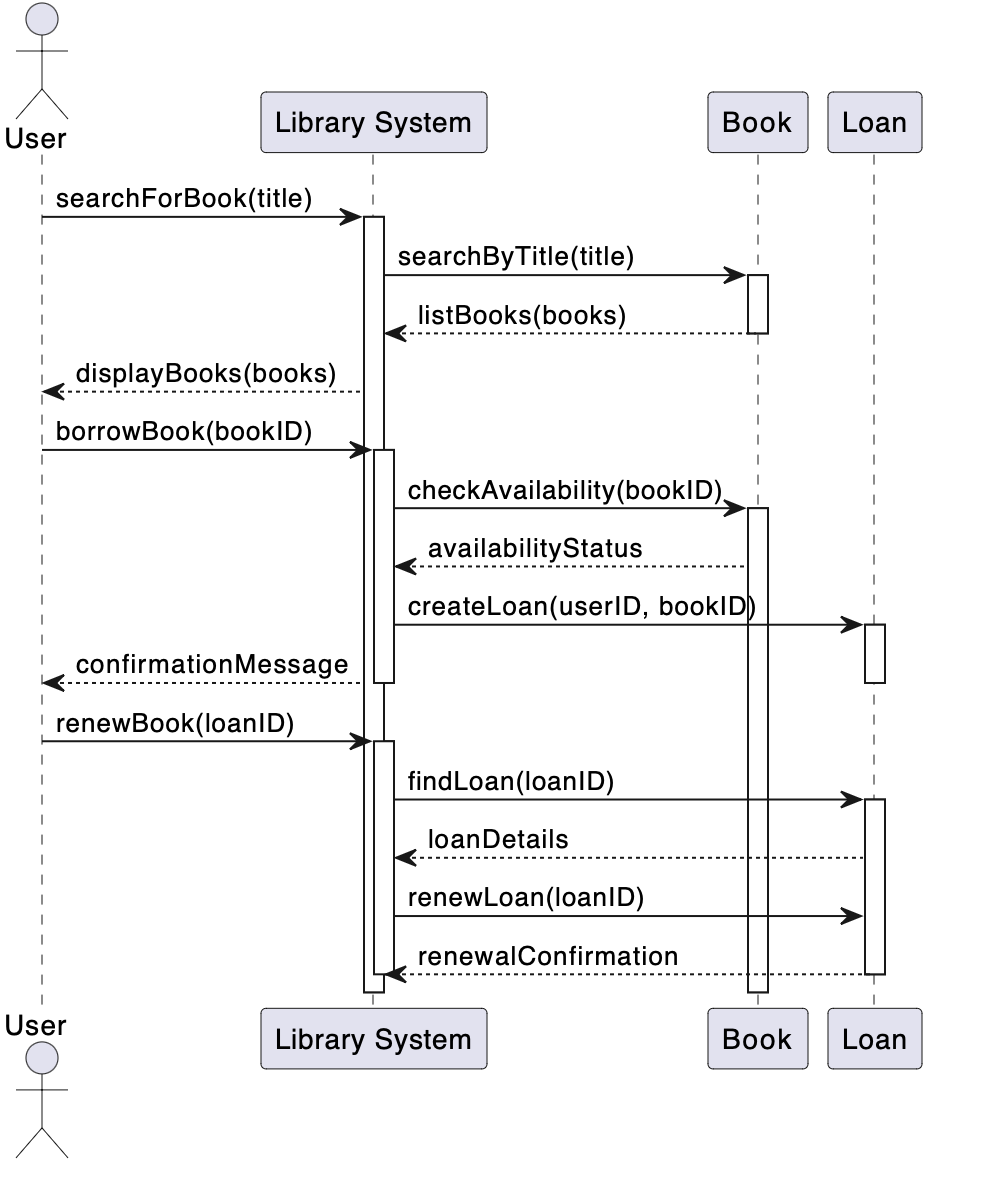 User
Library System
Book
Loan
searchForBook(title)
searchByTitle(title)
listBooks(books)
displayBooks(books)
borrowBook(bookID)
checkAvailability(bookID)
availabilityStatus
createLoan(userID, bookID)
confirmationMessage
renewBook(loanID)
findLoan(loanID)
loanDetails
renewLoan(loanID)
renewalConfirmation
User
Library System
Book
Loan